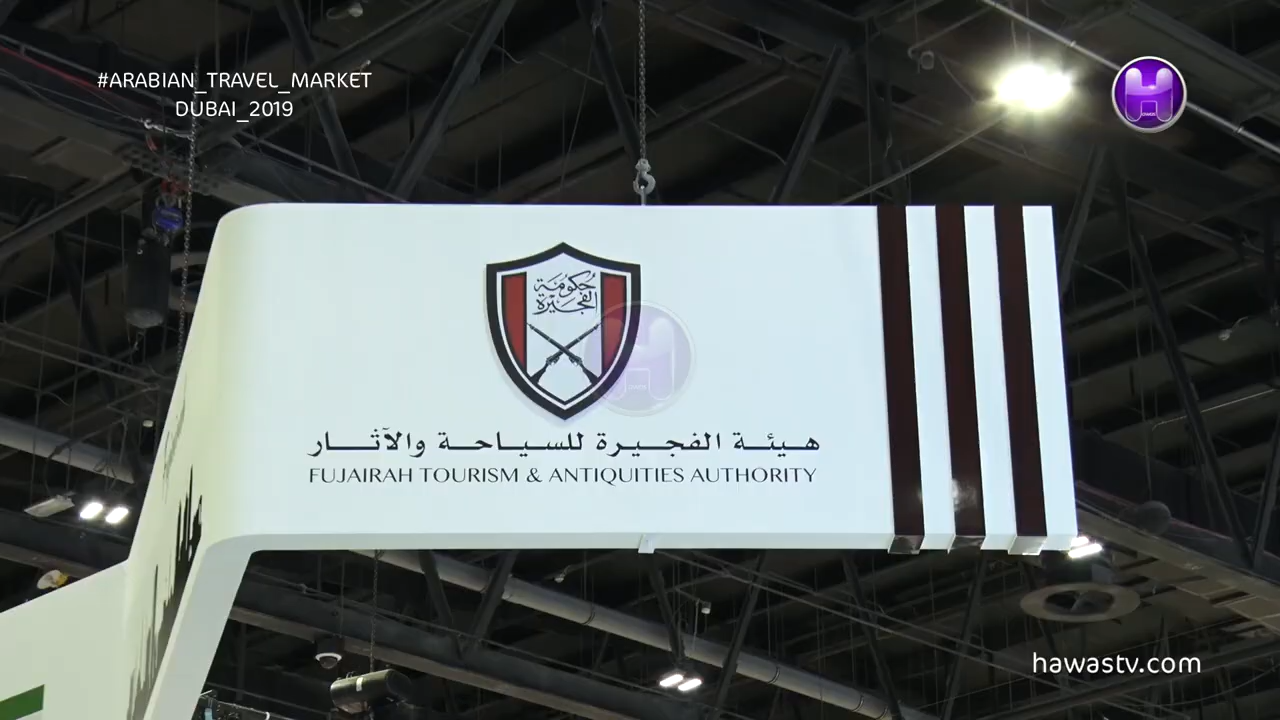 #ARABIAN_TRAVEL_MARKET
DUBAI_2019
حكومة
الفجيرة
هيئة الفجيرة للسياحة والآثار
FUJAIRAH TOURISM & ANTIQUITIES AUTHORITY
hawastv.com